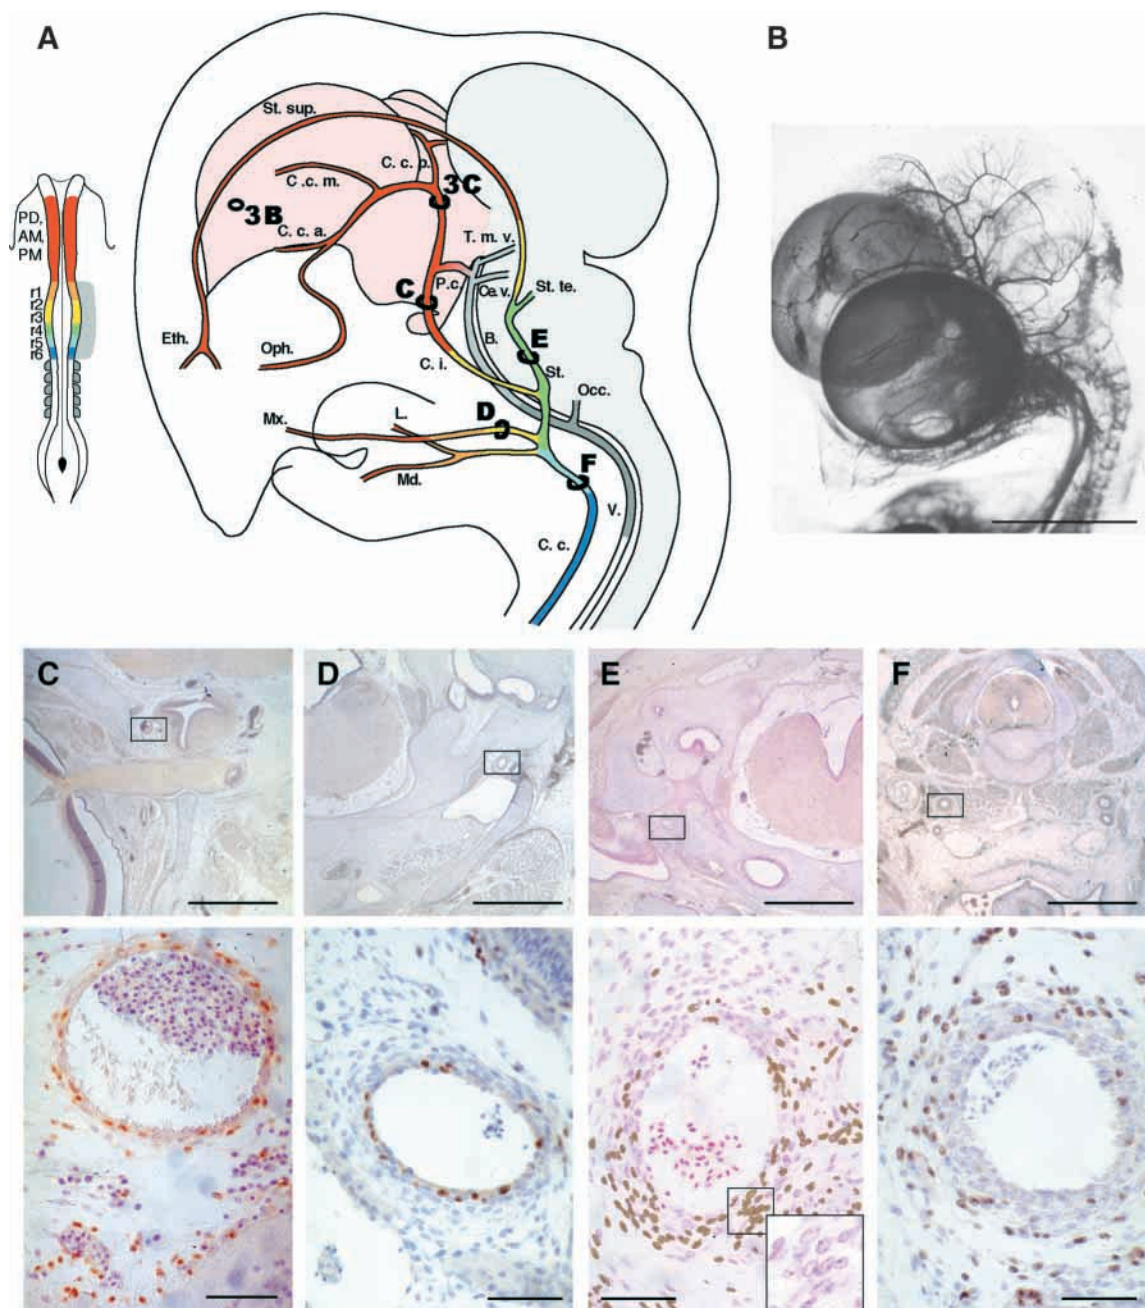 A
B
St. sup.
C. c. p.
C .c. m.
3C
3B
PD,
AM,
PM
C. c. a.
T. m. v.
r1
r2
r3
r4
r5
r6
C
P.c.
Ce. v.
St. te.
Eth.
Oph.
B.
E
C. i.
St.
Occ.
Mx.
L.
D
Md.
F
V.
C. c.
C
D
E
F